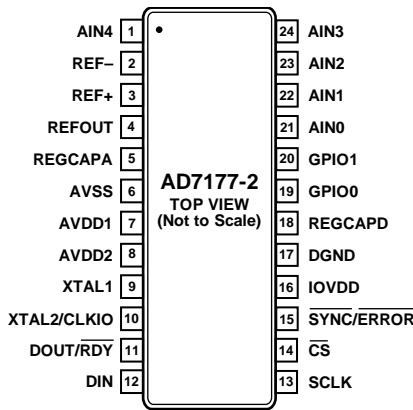 AIN4 1 24 AIN3
REF– 2 23 AIN2
REF+ 3 22 AIN1
REFOUT 4 21 AIN0
REGCAPA 5 20 GPIO1
AVSS 6 AD7177-2 19 GPIO0
AVDD1 7 TOP VIEW 18 REGCAPD
(Not to Scale)
AVDD2 8 17 DGND
XTAL1 9 16 IOVDD
XTAL2/CLKIO 10 15 SYNC/ERROR
DOUT/RDY 11 14 CS
DIN 12 13 SCLK